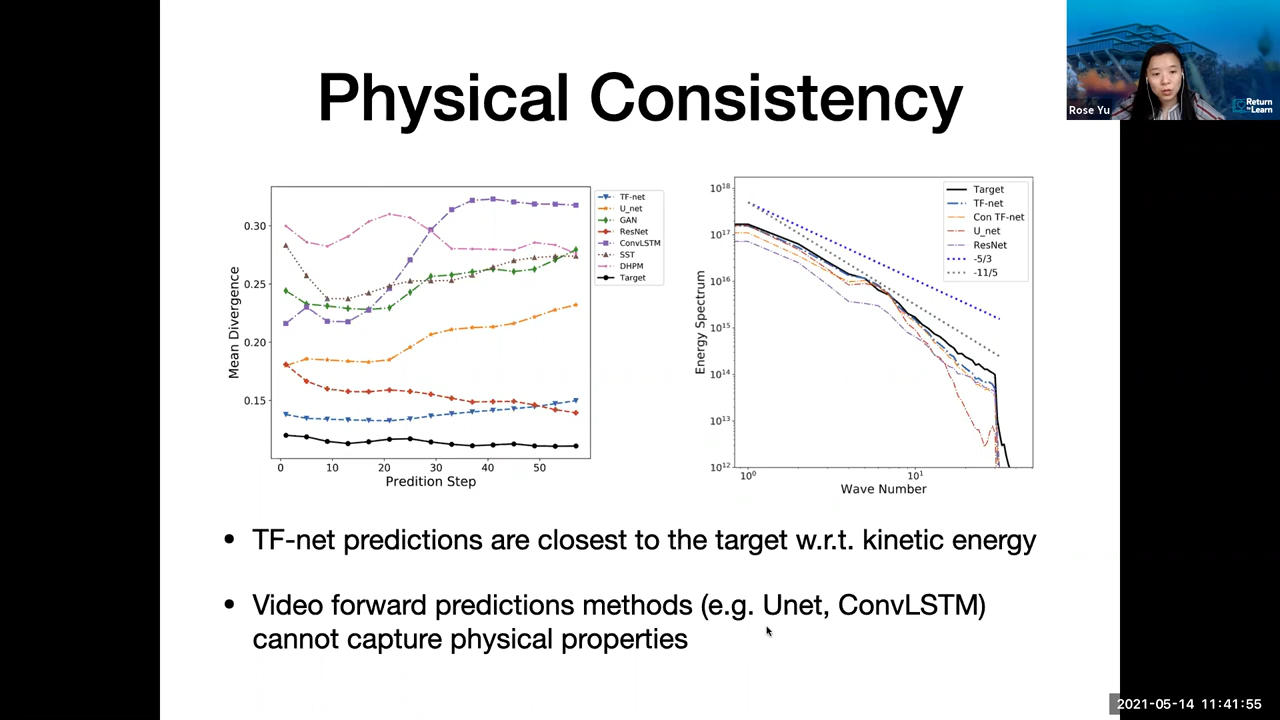 Physical Consistency
Rose Yu
Return
to Learn
Mean Divergence
0.30
0.25
0.20
0.15
0
10
20
30
40
50
Predition Step
TF-net
U_net
GAN
ResNet
ConvLSTM
SST
DHPM
Target
Energy Spectrum
10^18
10^17
10^16
10^15
10^14
10^13
10^12
10^0
10^1
Wave Number
Target
TF-net
Con TF-net
U_net
ResNet
-5/3
-11/5
• TF-net predictions are closest to the target w.r.t. kinetic energy
• Video forward predictions methods (e.g. Unet, ConvLSTM)
cannot capture physical properties
2021-05-14 11:41:55